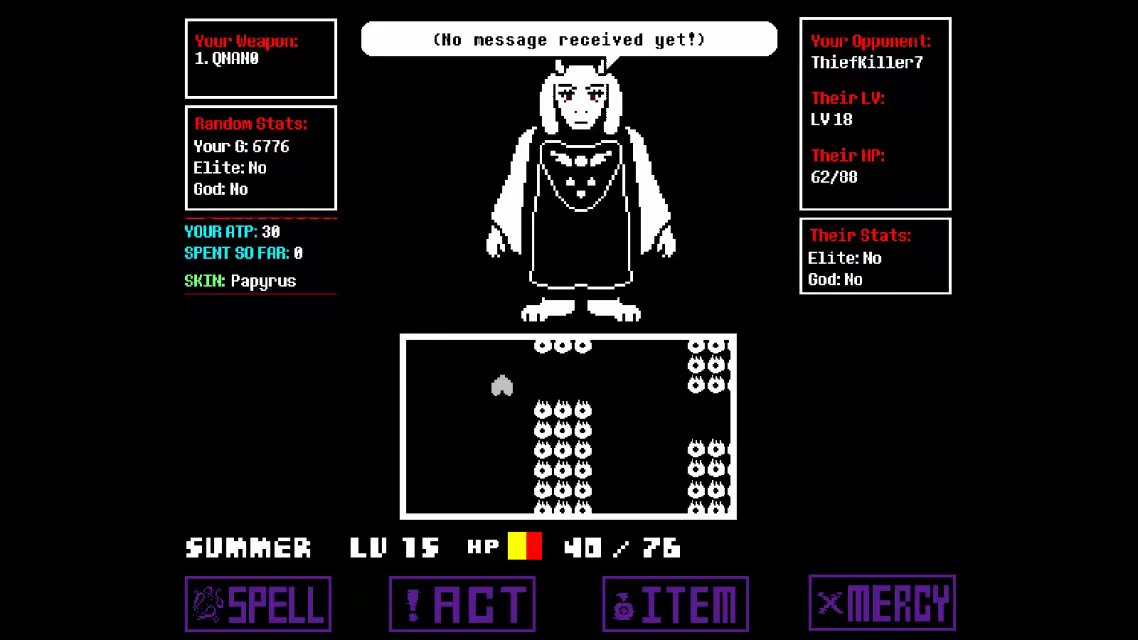 Your Weapon:
1. QNAN0
Random Stats:
Your G: 6776
Elite: No
God: No
YOUR ATP: 30
SPENT SO FAR: 0
SKIN: Papyrus
(No message received yet!)
Your Opponent:
ThiefKiller7
Their LV:
LV 18
Their HP:
62/88
Their Stats:
Elite: No
God: No
SUMMER LV 15 HP 40 / 76
SPELL ACT ITEM MERCY